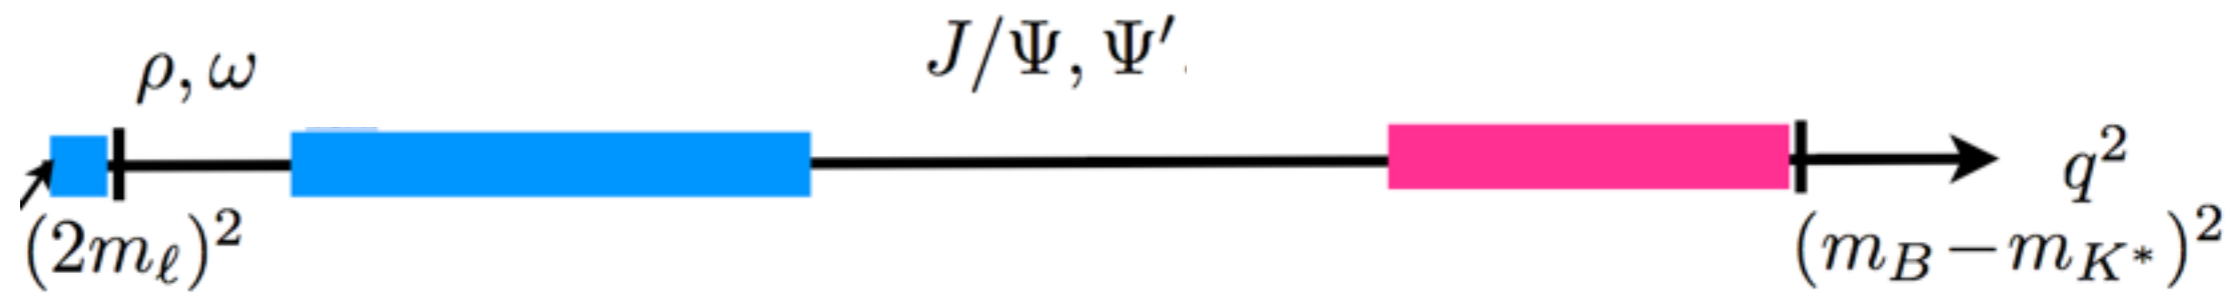 ρ, ω
J/Ψ, Ψ′
q²
(2m_ℓ)²
(m_B − m_{K*})²